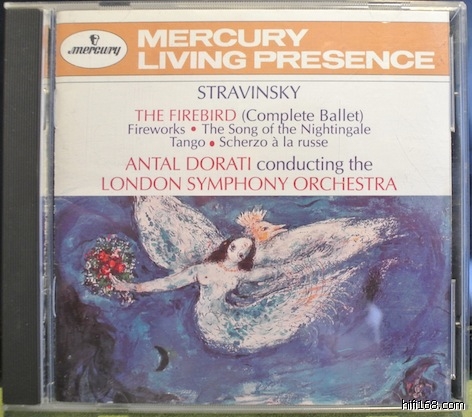 mercury
MERCURY
LIVING PRESENCE
STRAVINSKY
THE FIREBIRD (Complete Ballet)
Fireworks • The Song of the Nightingale
Tango • Scherzo à la russe
ANTAL DORATI conducting the
LONDON SYMPHONY ORCHESTRA
hifi168.com